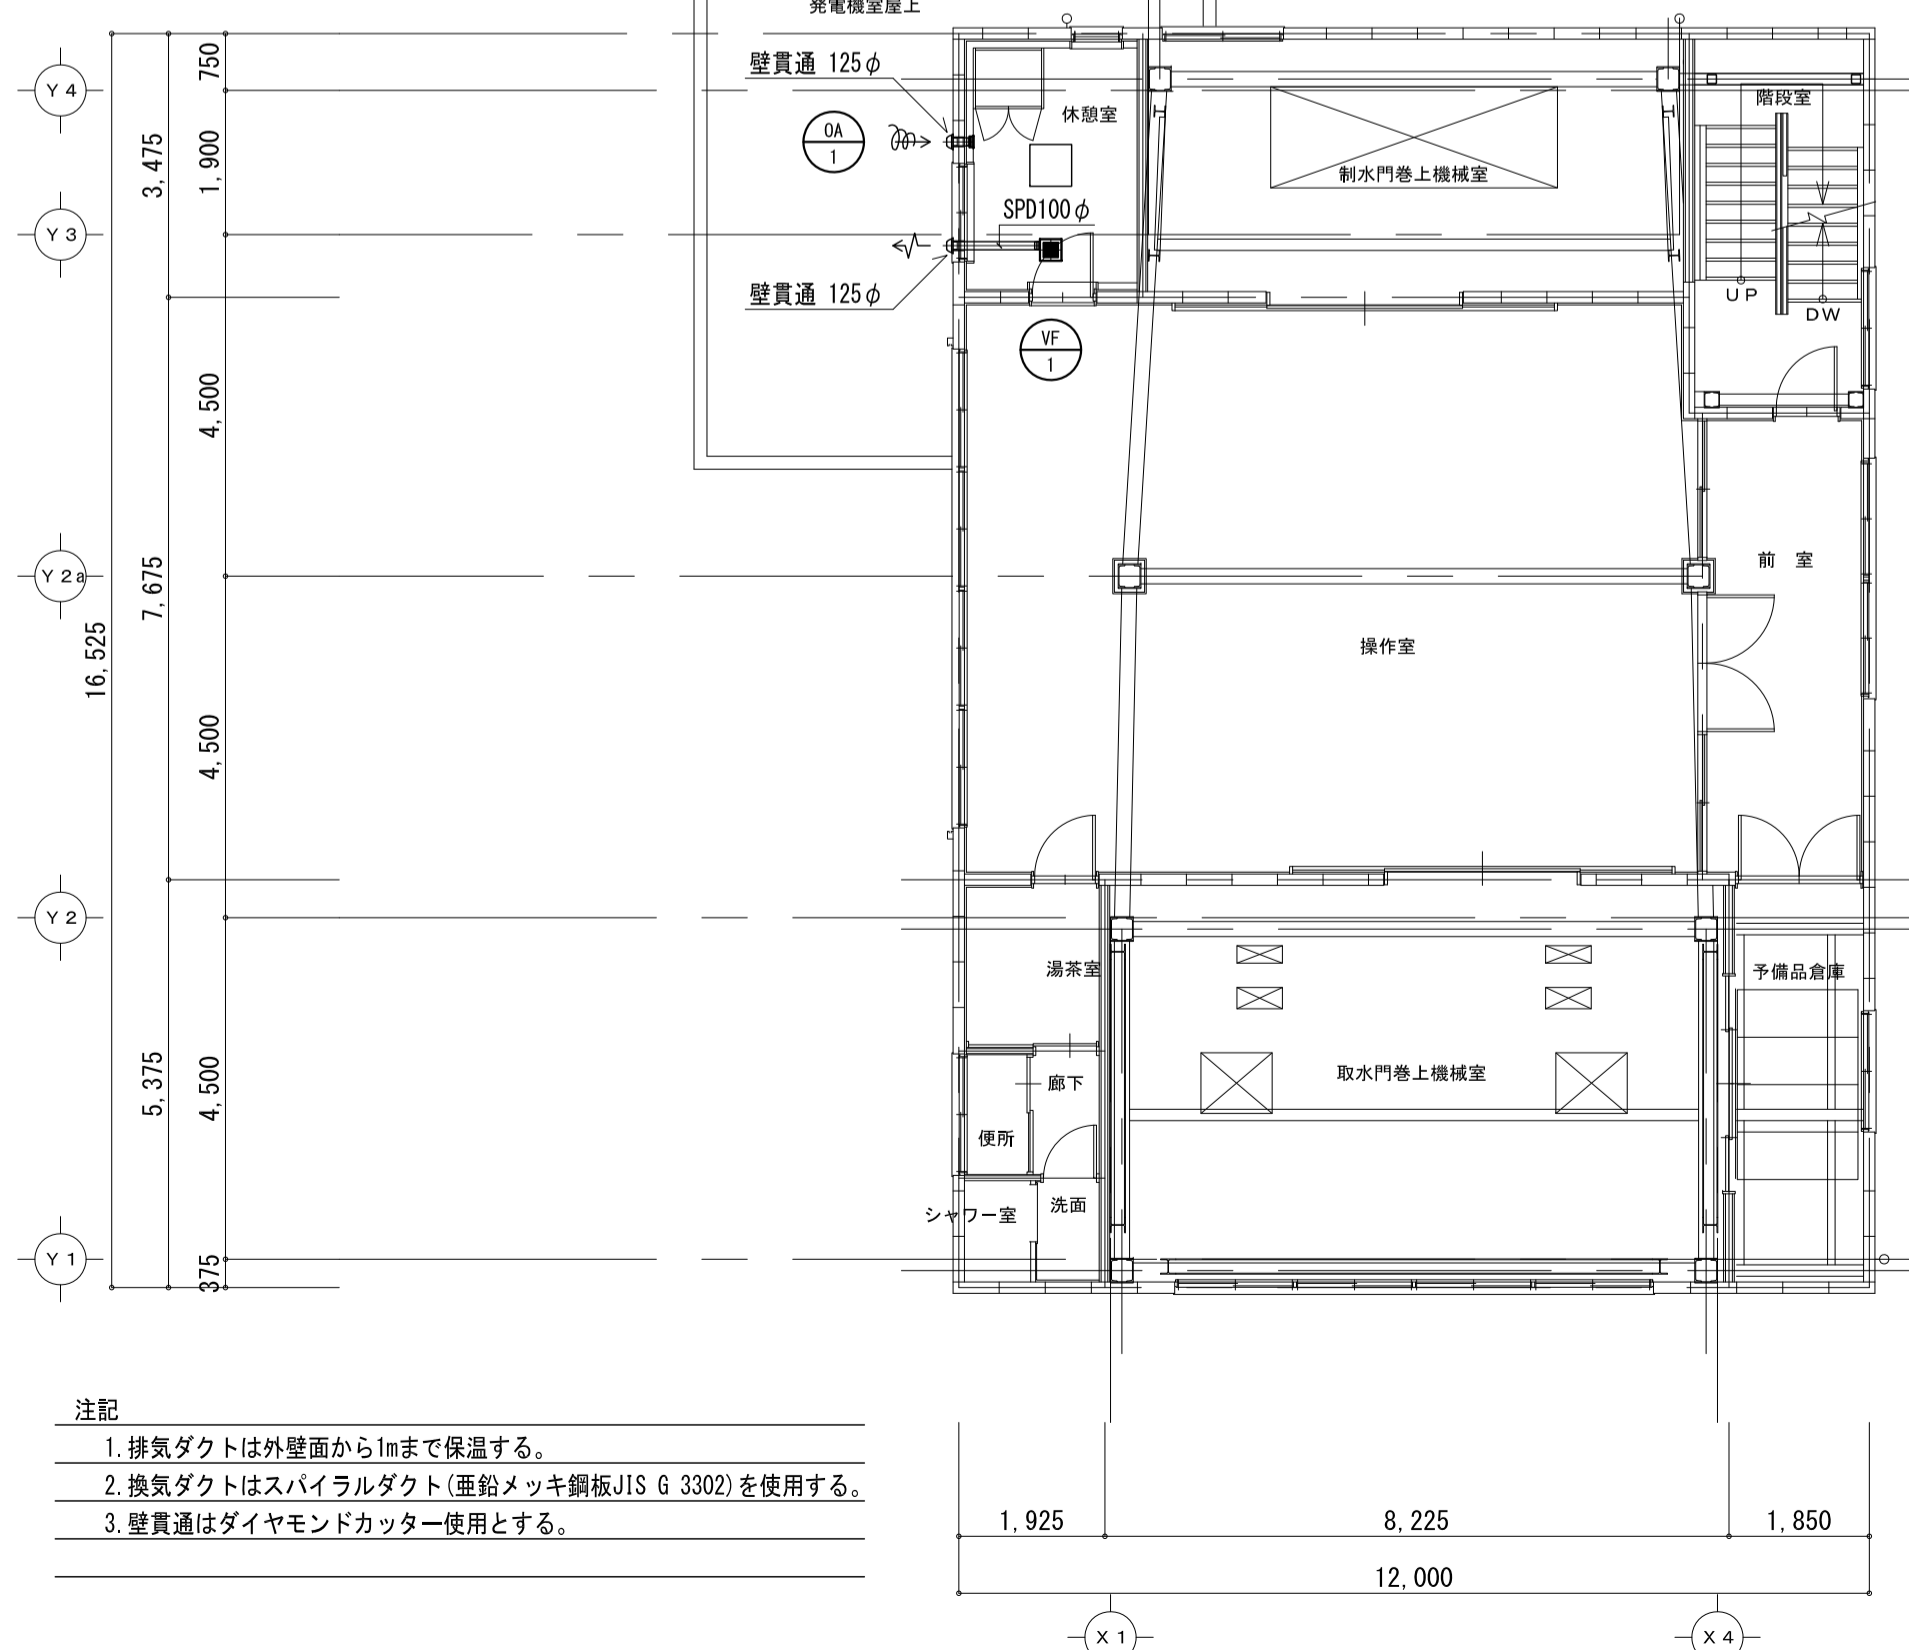 発電機室屋上
壁貫通 125φ
OA
1
休憩室
SPD100φ
壁貫通 125φ
VF
1
制水門巻上機械室
階段室
UP
DW
前 室
操作室
湯茶室
予備品倉庫
廊下
取水門巻上機械室
便所
洗面
シャワー室
Y4
Y3
Y2a
Y2
Y1
750
1,900
3,475
4,500
7,675
16,525
4,500
5,375
4,500
375
注記
1.排気ダクトは外壁面から1mまで保温する。
2.換気ダクトはスパイラルダクト(亜鉛メッキ鋼板JIS G 3302)を使用する。
3.壁貫通はダイヤモンドカッター使用とする。
1,925
8,225
1,850
12,000
X1
X4